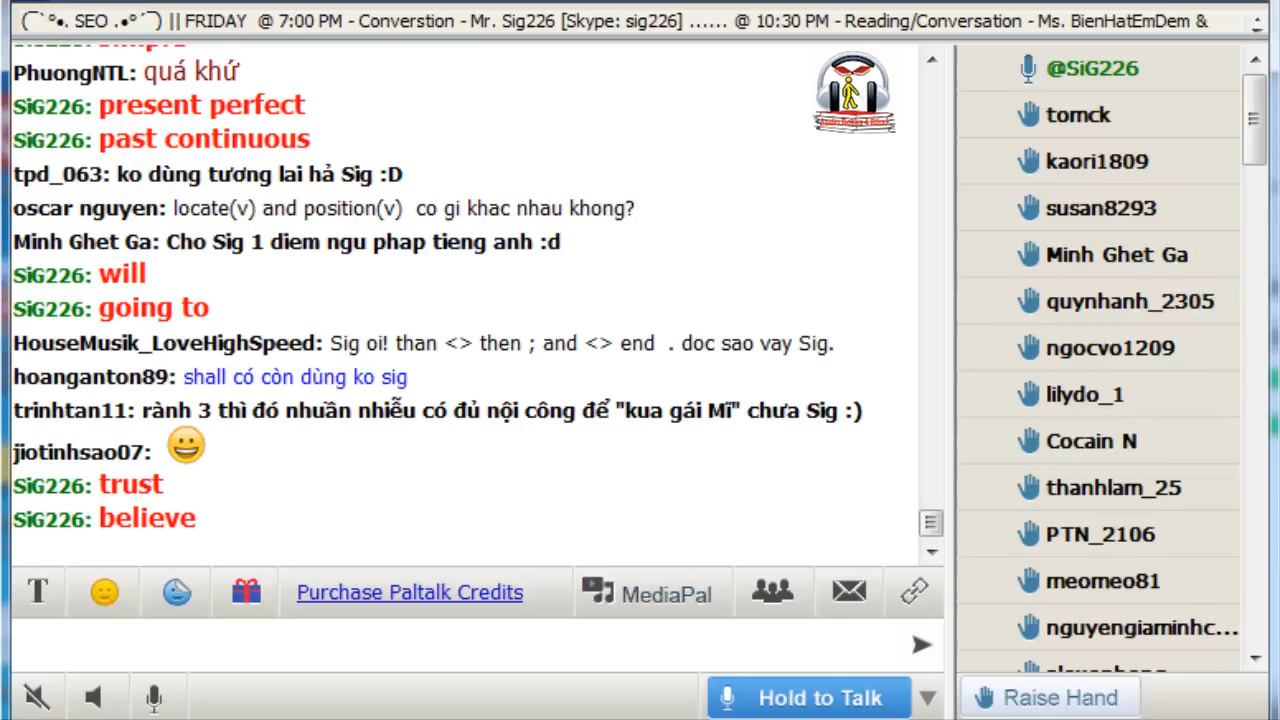 (¯`°•. SEO .•°´¯) || FRIDAY @ 7:00 PM - Converstion - Mr. Sig226 [Skype: sig226] ...... @ 10:30 PM - Reading/Conversation - Ms. BienHatEmDem &
PhuongNTL: quá khứ
SiG226: present perfect
SiG226: past continuous
tpd_063: ko dùng tương lai hả Sig :D
oscar nguyen: locate(v) and position(v) co gi khac nhau khong?
Minh Ghet Ga: Cho Sig 1 diem ngu phap tieng anh :d
SiG226: will
SiG226: going to
HouseMusik_LoveHighSpeed: Sig oi! than <> then ; and <> end . doc sao vay Sig.
hoanganton89: shall có còn dùng ko sig
trinhtan11: rành 3 thì đó nhuần nhiễu có đủ nội công để "kua gái Mĩ" chưa Sig :)
jiotinhsao07:
SiG226: trust
SiG226: believe
Purchase Paltalk Credits
MediaPal
Hold to Talk
@SiG226
tomck
kaori1809
susan8293
Minh Ghet Ga
quynhanh_2305
ngocvo1209
lilydo_1
Cocain N
thanhlam_25
PTN_2106
meomeo81
nguyengiaminhc...
Raise Hand